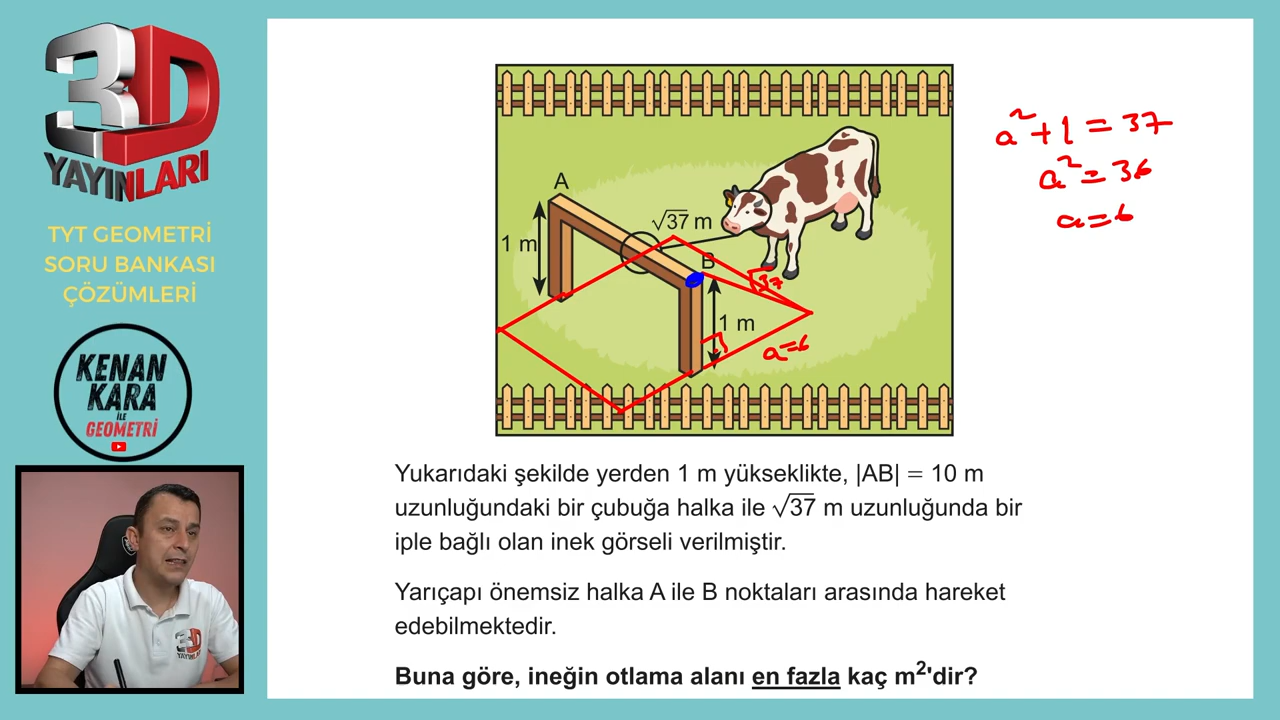 3D
YAYINLARI
TYT GEOMETRİ
SORU BANKASI
ÇÖZÜMLERİ
KENAN
KARA
İLE
GEOMETRİ
3D
YAYINLARI
A
√37 m
1 m
B
√37
1 m
a=6
a²+1=37
a²=36
a=6
Yukarıdaki şekilde yerden 1 m yükseklikte, |AB| = 10 m
uzunluğundaki bir çubuğa halka ile √37 m uzunluğunda bir
iple bağlı olan inek görseli verilmiştir.
Yarıçapı önemsiz halka A ile B noktaları arasında hareket
edebilmektedir.
Buna göre, ineğin otlama alanı en fazla kaç m²'dir?